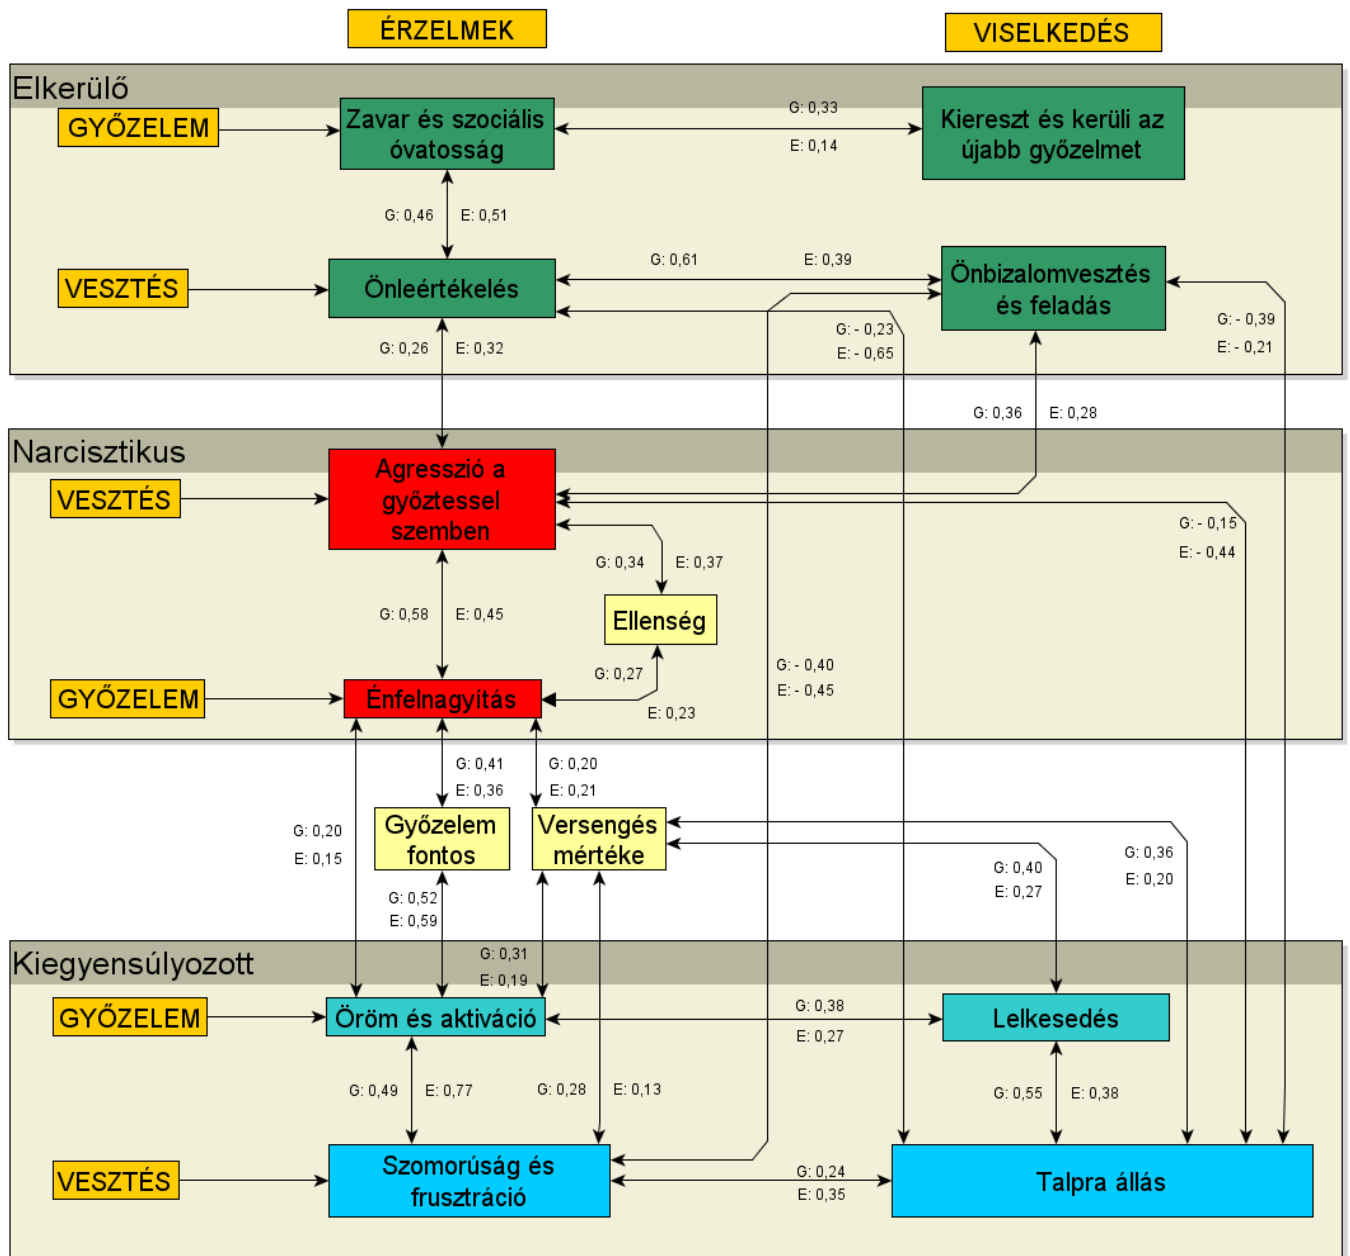 ÉRZELMEK
VISELKEDÉS
Elkerülő
GYŐZELEM
Zavar és szociális
óvatosság
G: 0,33
E: 0,14
Kiereszt és kerüli az
újabb győzelmet
G: 0,46
E: 0,51
VESZTÉS
Önleértékelés
G: 0,61
E: 0,39
Önbizalomvesztés
és feladás
G: - 0,23
E: - 0,65
G: - 0,39
E: - 0,21
G: 0,26
E: 0,32
G: 0,36
E: 0,28
Narcisztikus
VESZTÉS
Agresszió a
győztessel
szemben
G: - 0,15
E: - 0,44
G: 0,34
E: 0,37
G: 0,58
E: 0,45
Ellenség
G: 0,27
E: 0,23
G: - 0,40
E: - 0,45
GYŐZELEM
Énfelnagyítás
G: 0,41
E: 0,36
G: 0,20
E: 0,21
G: 0,20
E: 0,15
Győzelem
fontos
Versengés
mértéke
G: 0,40
E: 0,27
G: 0,36
E: 0,20
G: 0,52
E: 0,59
G: 0,31
E: 0,19
Kiegyensúlyozott
GYŐZELEM
Öröm és aktiváció
G: 0,38
E: 0,27
Lelkesedés
G: 0,49
E: 0,77
G: 0,28
E: 0,13
G: 0,55
E: 0,38
VESZTÉS
Szomorúság és
frusztráció
G: 0,24
E: 0,35
Talpra állás